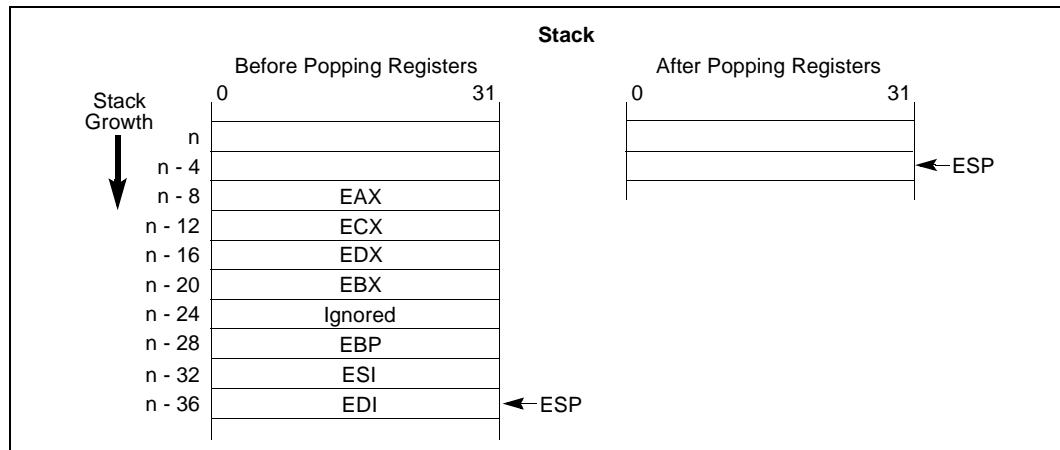 Stack
Before Popping Registers
After Popping Registers
Stack
Growth
0 31
0 31
n
n - 4
ESP
n - 8 EAX
n - 12 ECX
n - 16 EDX
n - 20 EBX
n - 24 Ignored
n - 28 EBP
n - 32 ESI
n - 36 EDI ESP